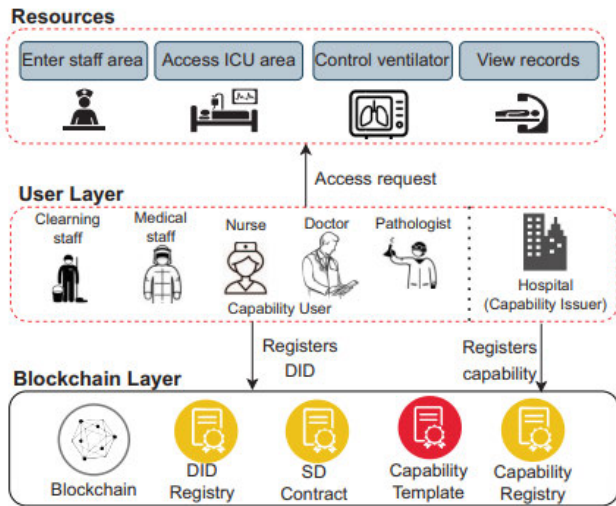 Resources
Enter staff area
Access ICU area
Control ventilator
View records
Access request
User Layer
Clearning
staff
Medical
staff
Nurse
Doctor
Pathologist
Capability User
Hospital
(Capability Issuer)
Registers
DID
Registers
capability
Blockchain Layer
Blockchain
DID
Registry
SD
Contract
Capability
Template
Capability
Registry